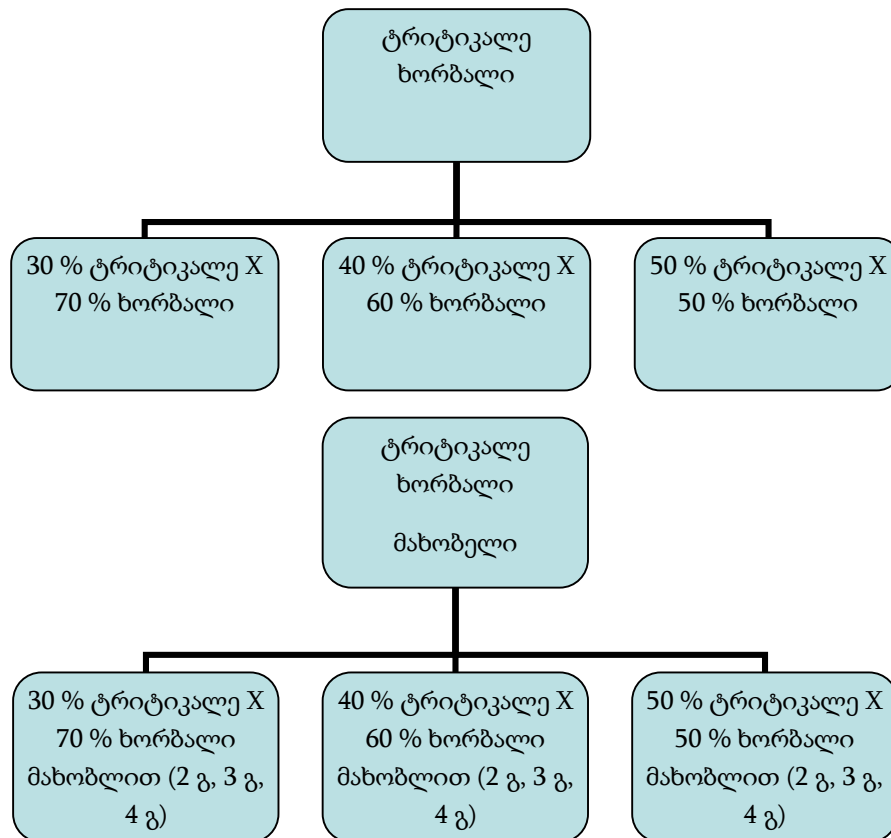 ტრიტიკალე
ხორბალი
30 % ტრიტიკალე X
70 % ხორბალი
40 % ტრიტიკალე X
60 % ხორბალი
50 % ტრიტიკალე X
50 % ხორბალი
ტრიტიკალე
ხორბალი
მახობელი
30 % ტრიტიკალე X
70 % ხორბალი
მახობლით (2 გ, 3 გ,
4 გ)
40 % ტრიტიკალე X
60 % ხორბალი
მახობლით (2 გ, 3 გ,
4 გ)
50 % ტრიტიკალე X
50 % ხორბალი
მახობლით (2 გ, 3 გ,
4 გ)